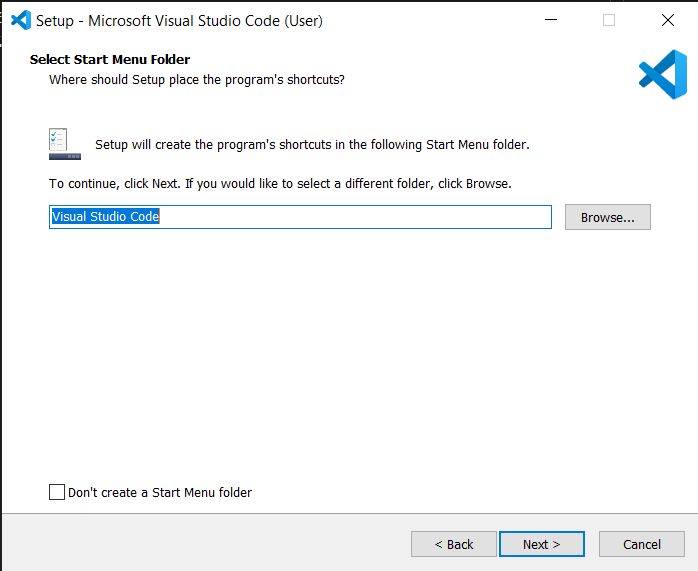 Setup - Microsoft Visual Studio Code (User)
Select Start Menu Folder
Where should Setup place the program's shortcuts?
Setup will create the program's shortcuts in the following Start Menu folder.
To continue, click Next. If you would like to select a different folder, click Browse.
Visual Studio Code
Browse...
Don't create a Start Menu folder
< Back
Next >
Cancel